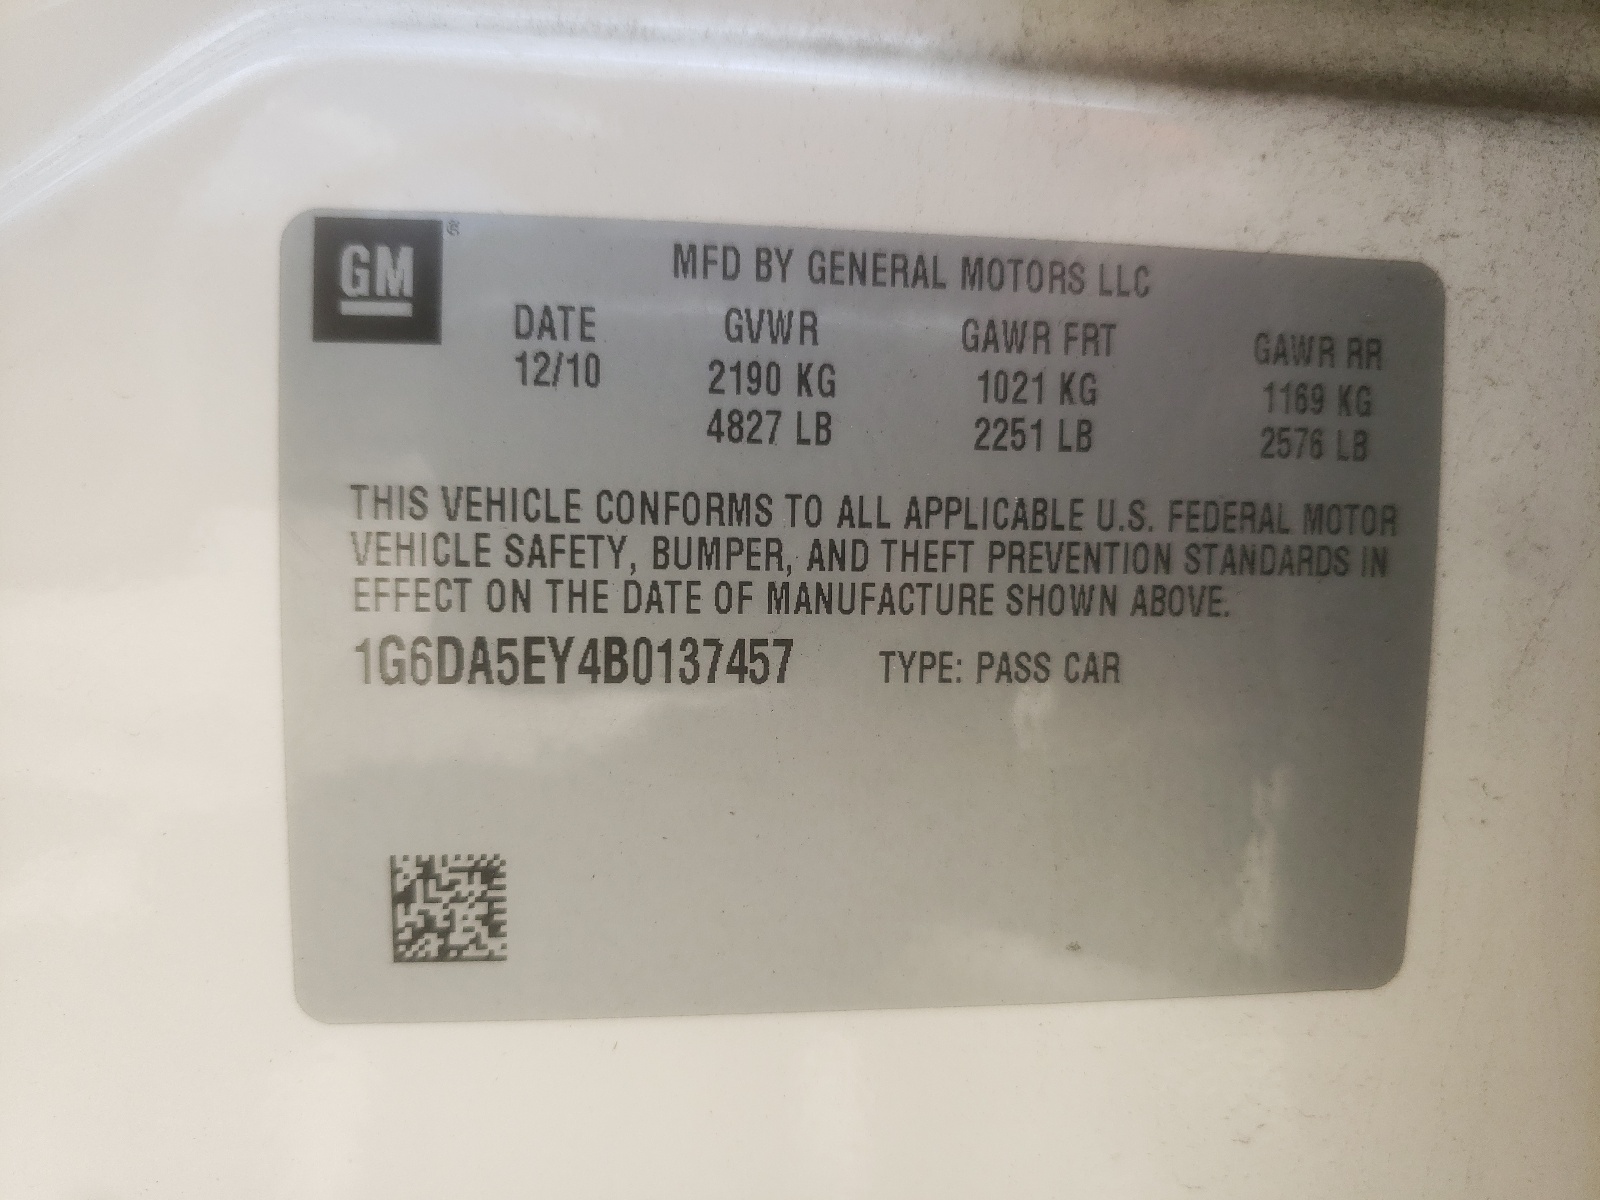 GM®
MFD BY GENERAL MOTORS LLC
DATE GVWR GAWR FRT GAWR RR
12/10 2190 KG 1021 KG 1169 KG
4827 LB 2251 LB 2576 LB
THIS VEHICLE CONFORMS TO ALL APPLICABLE U.S. FEDERAL MOTOR
VEHICLE SAFETY, BUMPER, AND THEFT PREVENTION STANDARDS IN
EFFECT ON THE DATE OF MANUFACTURE SHOWN ABOVE.
1G6DA5EY4B0137457 TYPE: PASS CAR